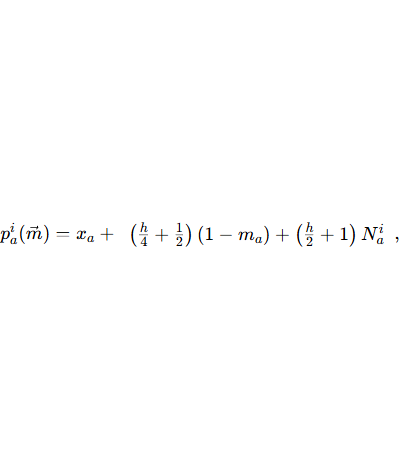 $p_a^i(\vec{m}) = x_a + \left(\frac{h}{4} + \frac{1}{2}\right)(1 - m_a) + \left(\frac{h}{2} + 1\right) N_a^i \ ,$